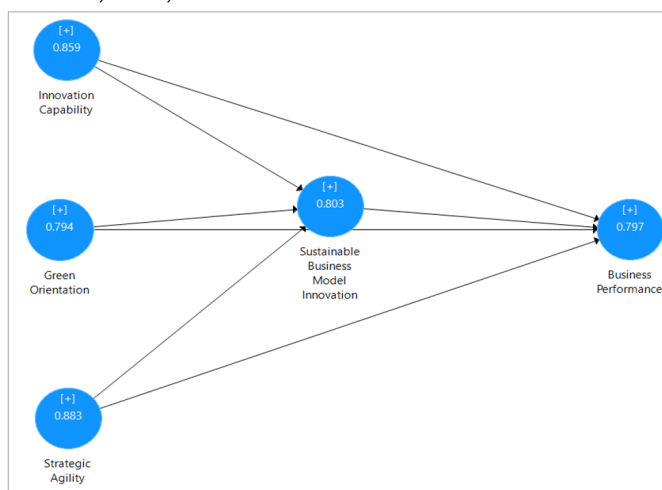 [+]
0.859
Innovation
Capability
[+]
0.794
Green
Orientation
[+]
0.803
Sustainable
Business
Model
Innovation
[+]
0.797
Business
Performance
[+]
0.883
Strategic
Agility